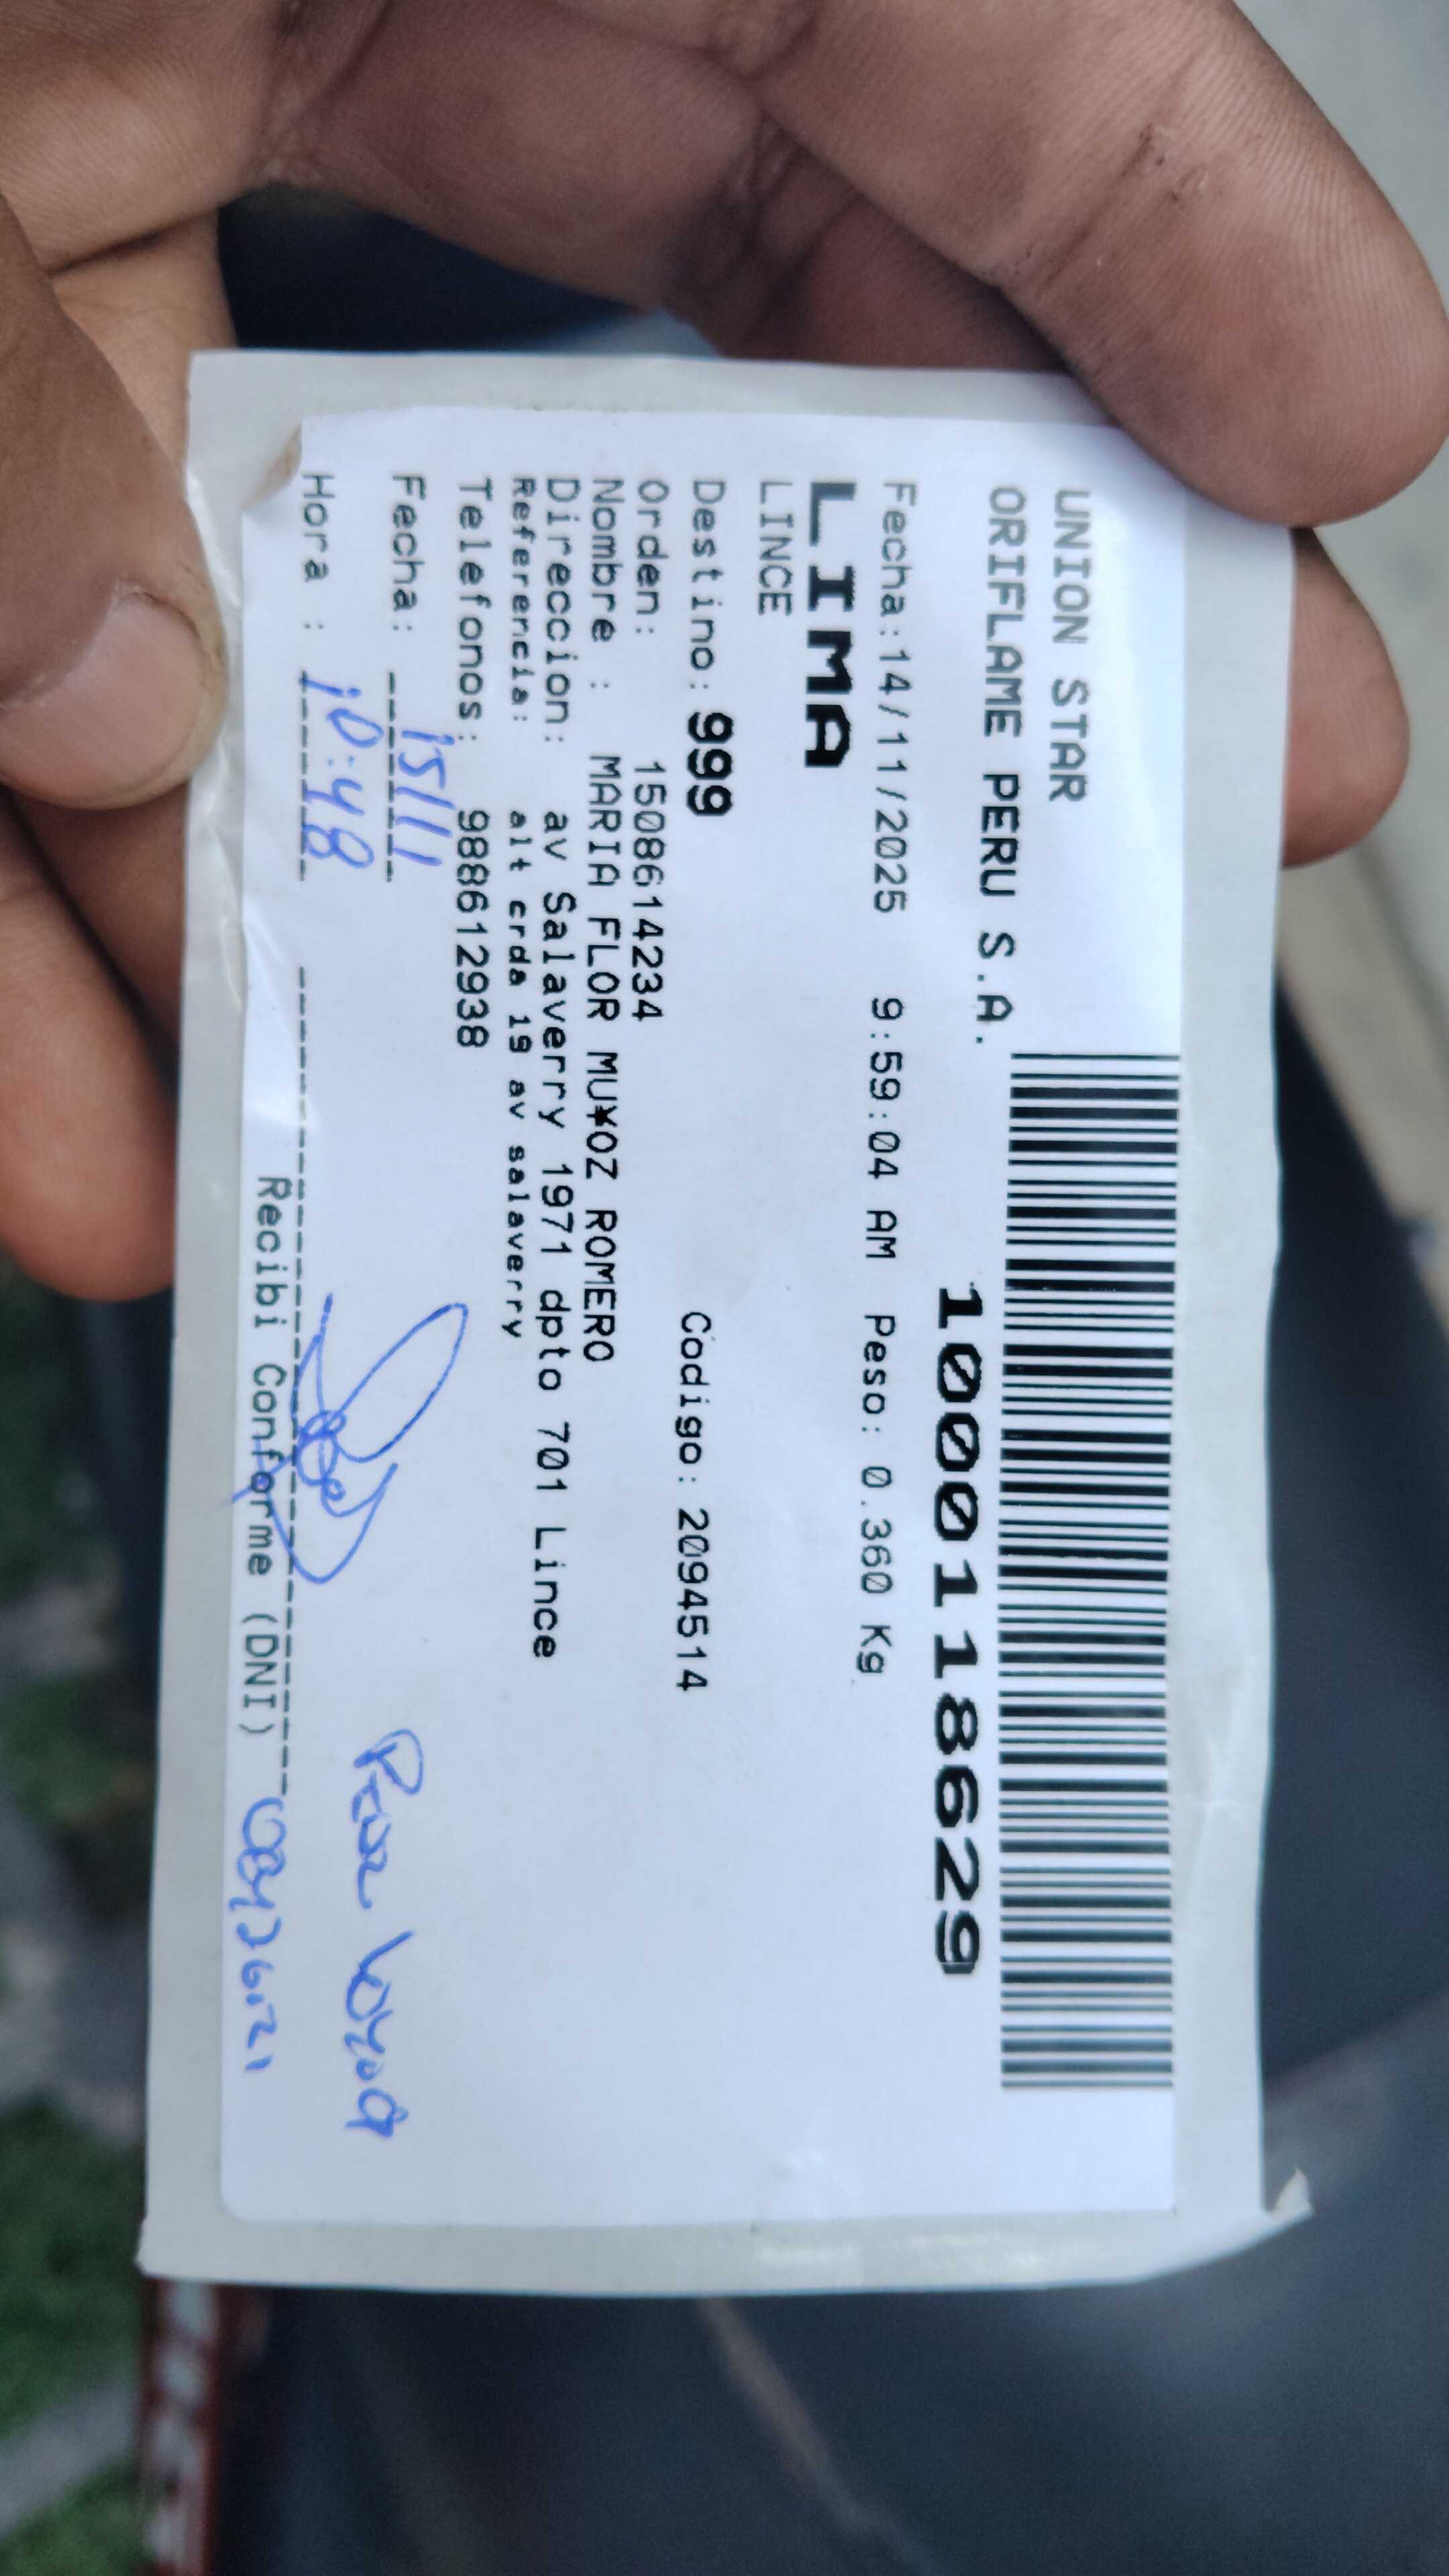 UNION STAR
ORIFLAME PERU S.A.
1000118629
Fecha:14/11/2025 9:59:04 AM Peso: 0.360 Kg
LIMA
LINCE
Destino: 999 Codigo: 2094514
Orden: 1508614234
Nombre : MARIA FLOR MU¥OZ ROMERO
Direccion: av Salaverry 1971 dpto 701 Lince
Referencia: alt crda 19 av salaverry
Telefonos: 988612938
Fecha: 15/11
Hora : 10:48
Recibi Conforme (DNI)